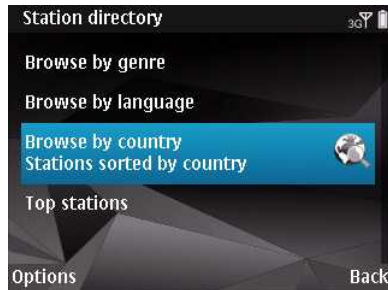 Station directory
3G
Browse by genre
Browse by language
Browse by country
Stations sorted by country
Top stations
Options
Back